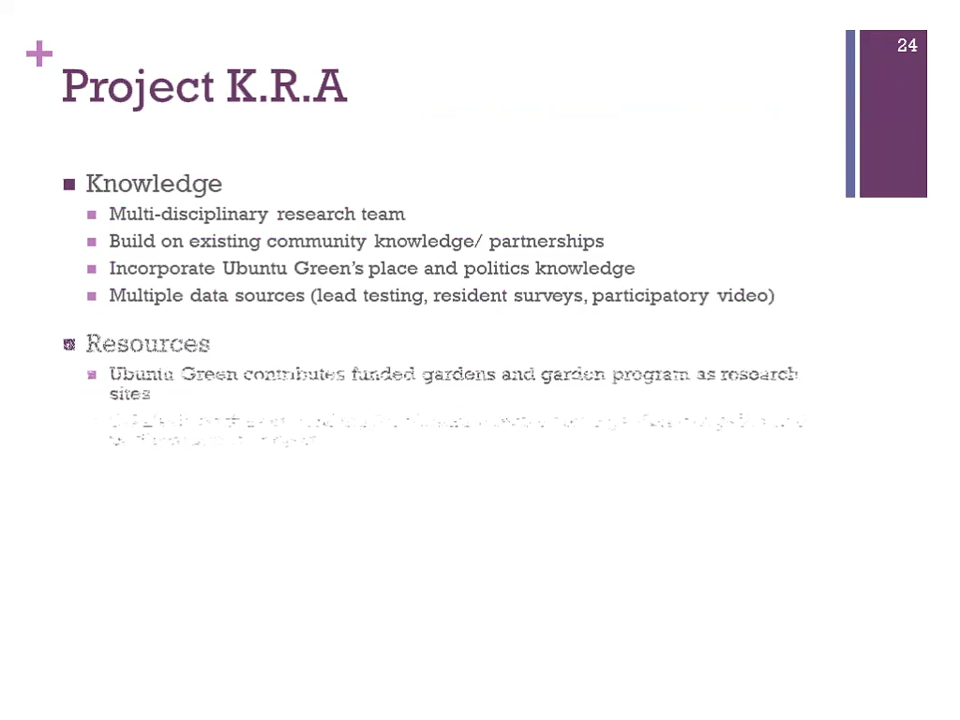 24
+
Project K.R.A
Knowledge
Multi-disciplinary research team
Build on existing community knowledge/ partnerships
Incorporate Ubuntu Green's place and politics knowledge
Multiple data sources (lead testing, resident surveys, participatory video)
Resources
Ubuntu Green contributes funded gardens and garden program as research
sites